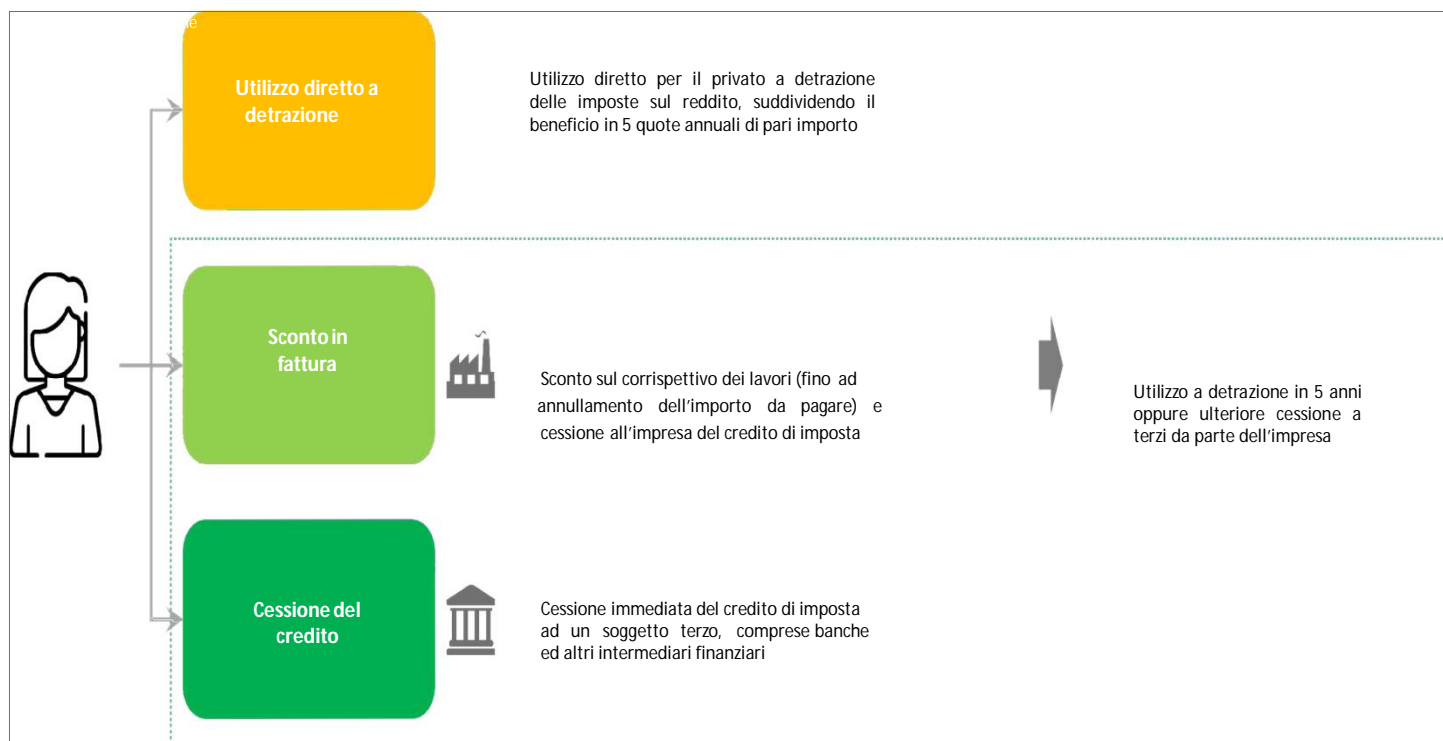 Utilizzo diretto a
detrazione
Utilizzo diretto per il privato a detrazione
delle imposte sul reddito, suddividendo il
beneficio in 5 quote annuali di pari importo
Sconto in
fattura
Sconto sul corrispettivo dei lavori (fino ad
annullamento dell'importo da pagare) e
cessione all'impresa del credito di imposta
Utilizzo a detrazione in 5 anni
oppure ulteriore cessione a
terzi da parte dell'impresa
Cessione del
credito
Cessione immediata del credito di imposta
ad un soggetto terzo, comprese banche
ed altri intermediari finanziari